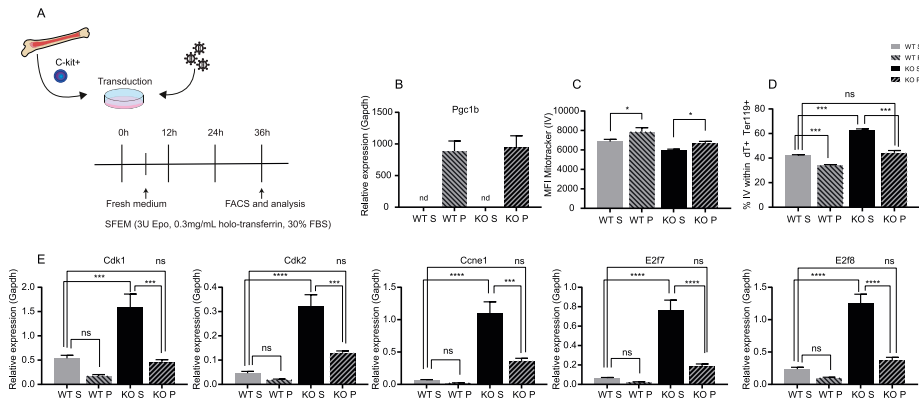 A
C-kit+
Transduction
0h 12h 24h 36h
Fresh medium FACS and analysis
SFEM (3U Epo, 0.3mg/mL holo-transferrin, 30% FBS)
B
Pgc1b
Relative expression (Gapdh)
1500
1000
500
0
nd nd
WT S WT P KO S KO P
C
MFI Mitotracker (IV)
10000
8000
6000
4000
2000
0
* *
WT S WT P KO S KO P
WT S
WT P
KO S
KO P
D
% IV within dT+ Ter119+
80
60
40
20
0
ns
***
*** ***
WT S WT P KO S KO P
E
Cdk1
Relative expression (Gapdh)
2.0
1.5
1.0
0.5
0.0
ns
*** ***
ns
WT S WT P KO S KO P
Cdk2
Relative expression (Gapdh)
0.4
0.3
0.2
0.1
0.0
ns
**** ***
ns
WT S WT P KO S KO P
Ccne1
Relative expression (Gapdh)
1.5
1.0
0.5
0.0
ns
**** ***
ns
WT S WT P KO S KO P
E2f7
Relative expression (Gapdh)
1.0
0.8
0.6
0.4
0.2
0.0
ns
**** ****
ns
WT S WT P KO S KO P
E2f8
Relative expression (Gapdh)
1.5
1.0
0.5
0.0
ns
**** ****
ns
WT S WT P KO S KO P